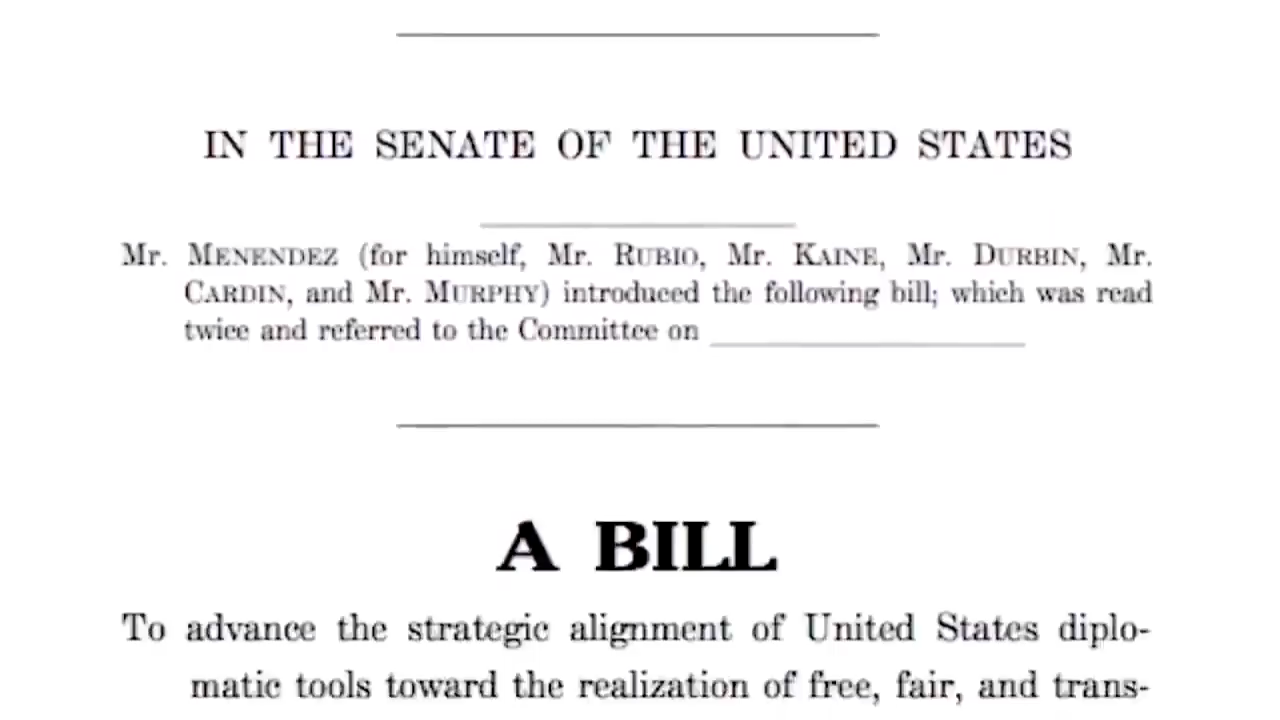 IN THE SENATE OF THE UNITED STATES
Mr. MENENDEZ (for himself, Mr. RUBIO, Mr. KAINE, Mr. DURBIN, Mr.
CARDIN, and Mr. MURPHY) introduced the following bill; which was read
twice and referred to the Committee on
A BILL
To advance the strategic alignment of United States diplo-
matic tools toward the realization of free, fair, and trans-